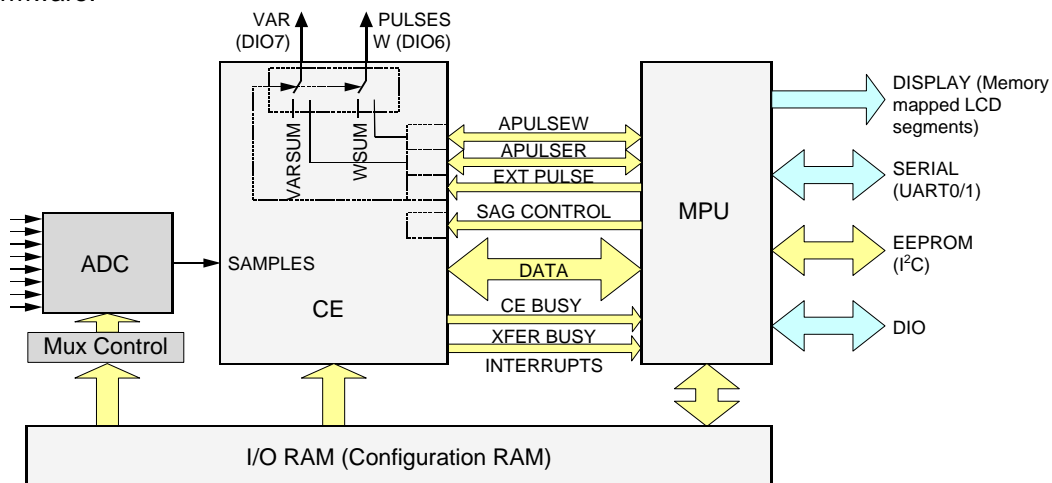 VAR
(DIO7)
PULSES
W (DIO6)
VARSUM
WSUM
APULSEW
APULSER
EXT PULSE
SAG CONTROL
DATA
CE BUSY
XFER BUSY
INTERRUPTS
SAMPLES
CE
MPU
ADC
Mux Control
DISPLAY (Memory
mapped LCD
segments)
SERIAL
(UART0/1)
EEPROM
(I²C)
DIO
I/O RAM (Configuration RAM)